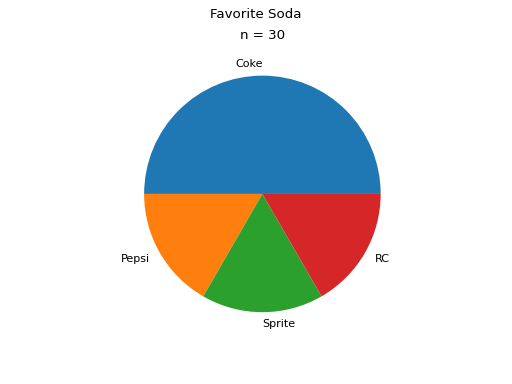 Favorite Soda
n = 30
Coke
Pepsi
RC
Sprite